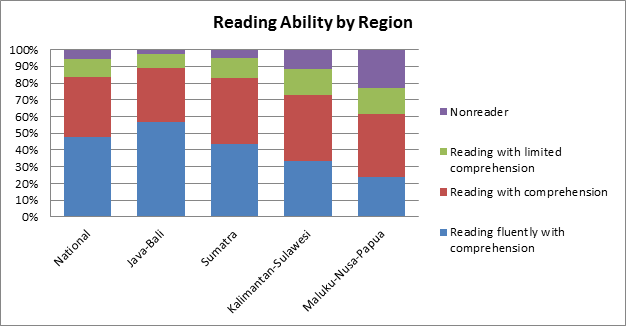 Reading Ability by Region
100%
90%
80%
70%
60%
50%
40%
30%
20%
10%
0%
National
Java-Bali
Sumatra
Kalimantan-Sulawesi
Maluku-Nusa-Papua
Nonreader
Reading with limited
comprehension
Reading with comprehension
Reading fluently with
comprehension